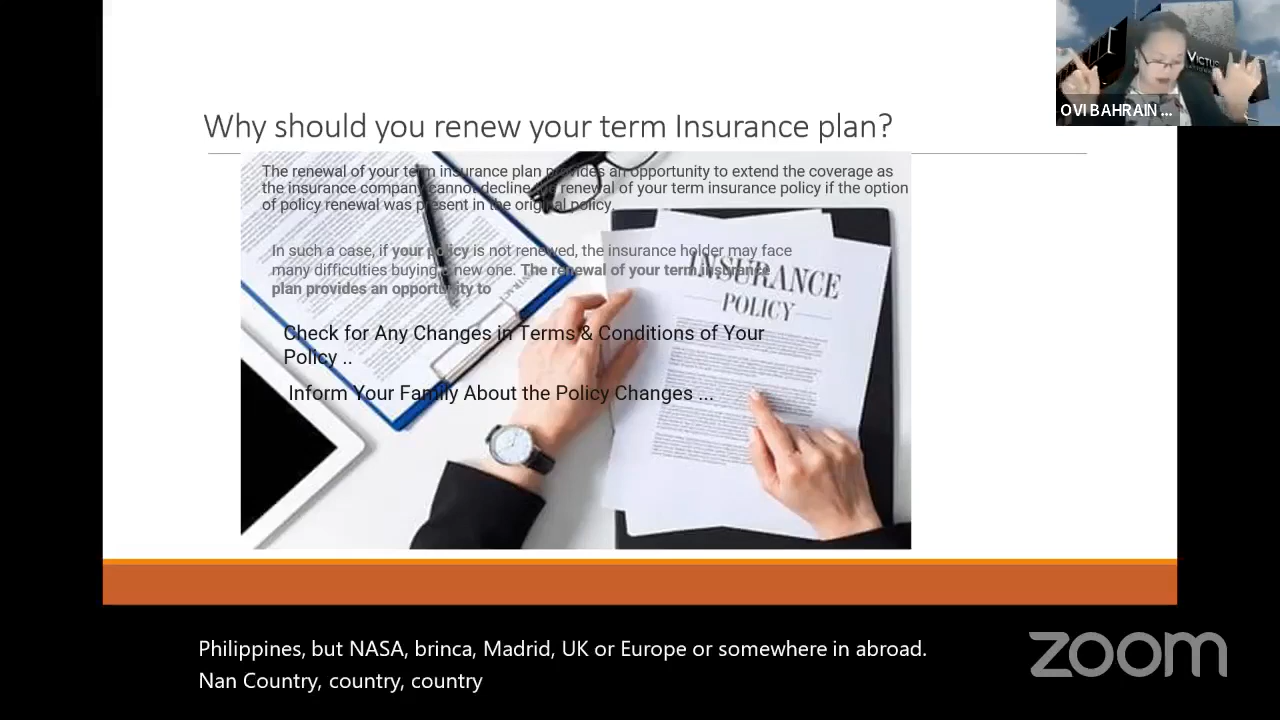 VICTUS
OVI BAHRAIN ...
Why should you renew your term Insurance plan?
The renewal of your term insurance plan provides an opportunity to extend the coverage as
the insurance company cannot decline the renewal of your term insurance policy if the option
of policy renewal was present in the original policy.
In such a case, if your policy is not renewed, the insurance holder may face
many difficulties buying a new one. The renewal of your term insurance
plan provides an opportunity to
INSURANCE
POLICY
Check for Any Changes in Terms & Conditions of Your
Policy ..
Inform Your Family About the Policy Changes ...
Philippines, but NASA, brinca, Madrid, UK or Europe or somewhere in abroad.
Nan Country, country, country
zoom